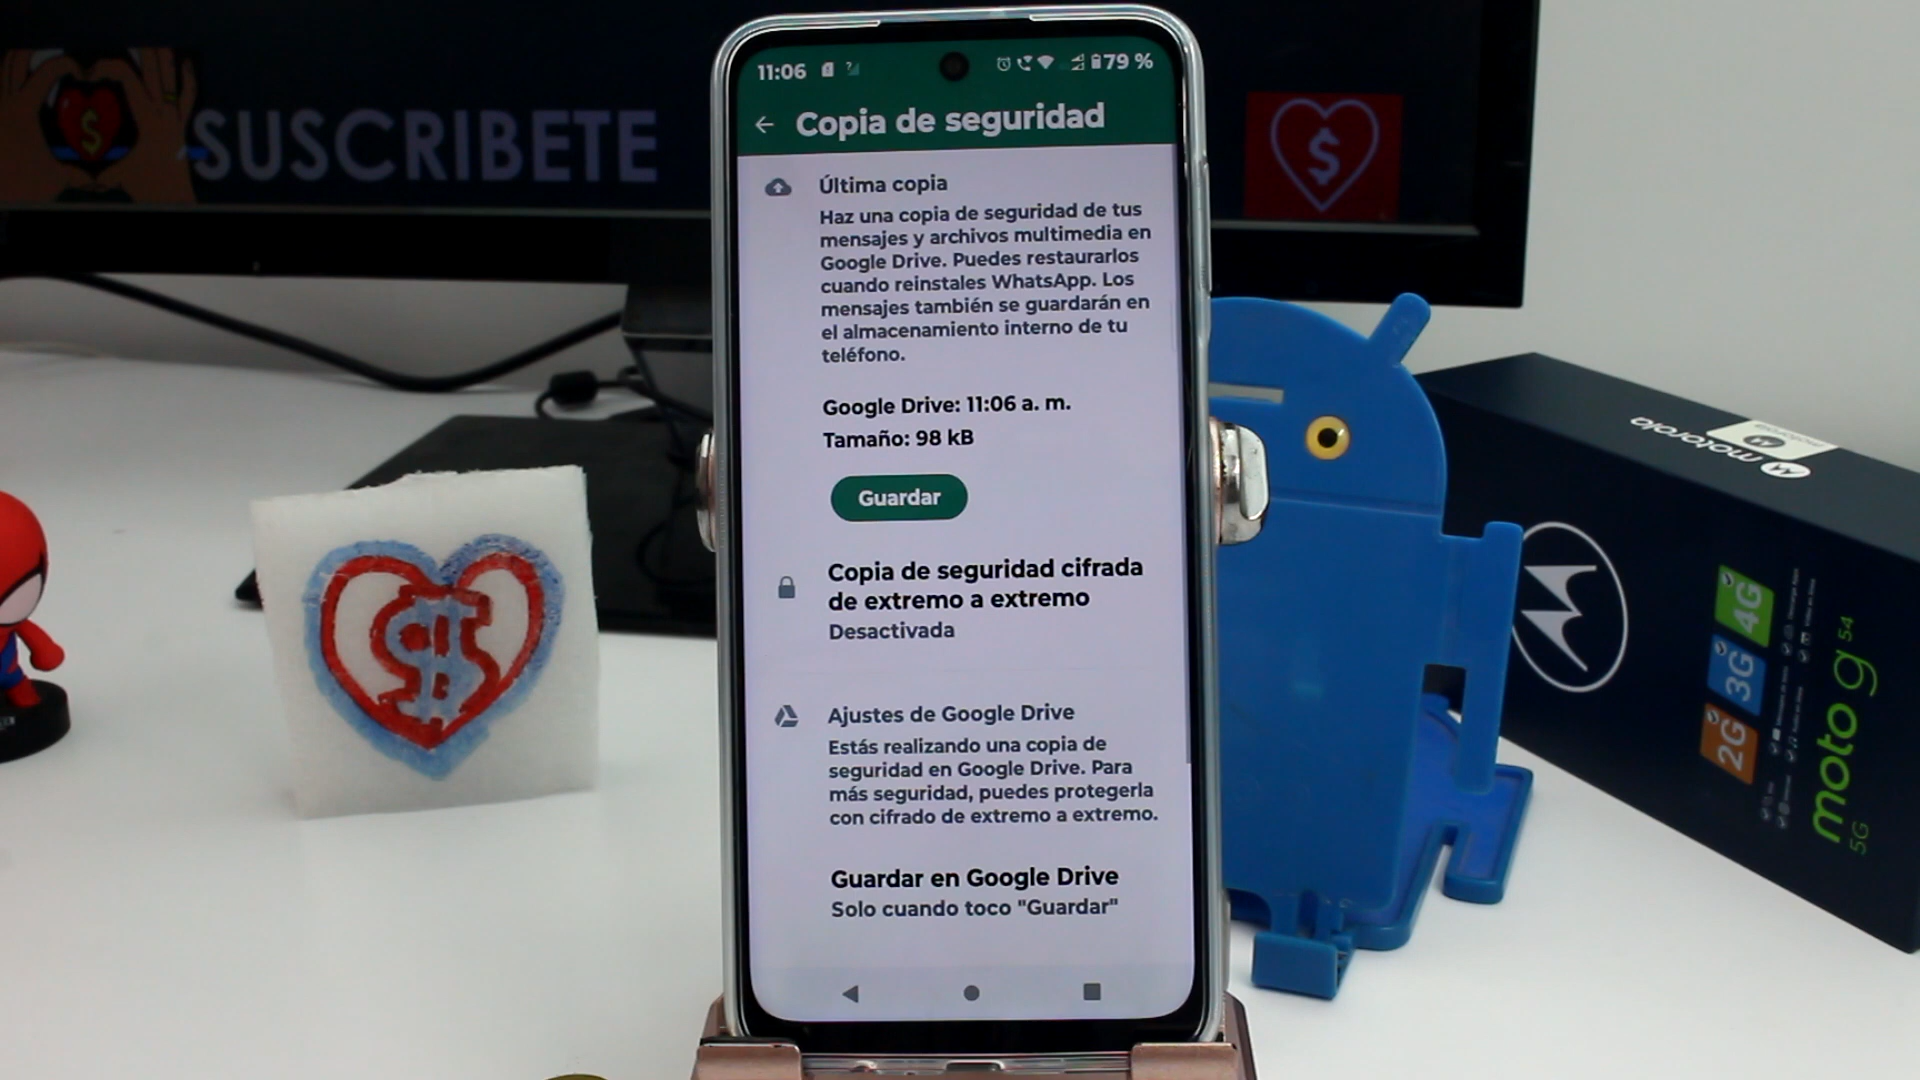 SUSCRIBETE
$
$
11:06
79 %
Copia de seguridad
Última copia
Haz una copia de seguridad de tus
mensajes y archivos multimedia en
Google Drive. Puedes restaurarlos
cuando reinstales WhatsApp. Los
mensajes también se guardarán en
el almacenamiento interno de tu
teléfono.
Google Drive: 11:06 a. m.
Tamaño: 98 kB
Guardar
Copia de seguridad cifrada
de extremo a extremo
Desactivada
Ajustes de Google Drive
Estás realizando una copia de
seguridad en Google Drive. Para
más seguridad, puedes protegerla
con cifrado de extremo a extremo.
Guardar en Google Drive
Solo cuando toco "Guardar"
$
motorola
2G 3G 4G
moto g 54
5G